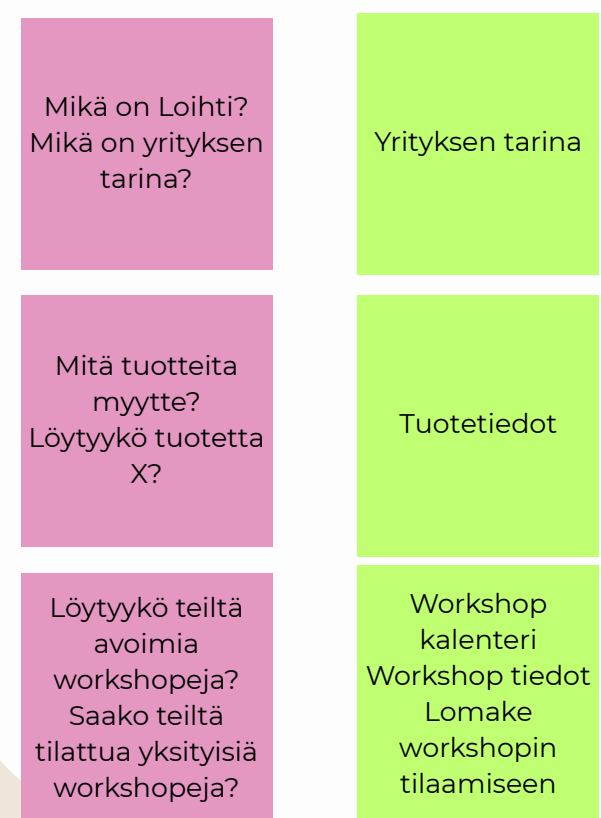 Mikä on Loihti?
Mikä on yrityksen
tarina?
Yrityksen tarina
Mitä tuotteita
myytte?
Löytyykö tuotetta
X?
Tuotetiedot
Löytyykö teiltä
avoimia
workshopeja?
Saako teiltä
tilattua yksityisiä
workshopeja?
Workshop
kalenteri
Workshop tiedot
Lomake
workshopin
tilaamiseen